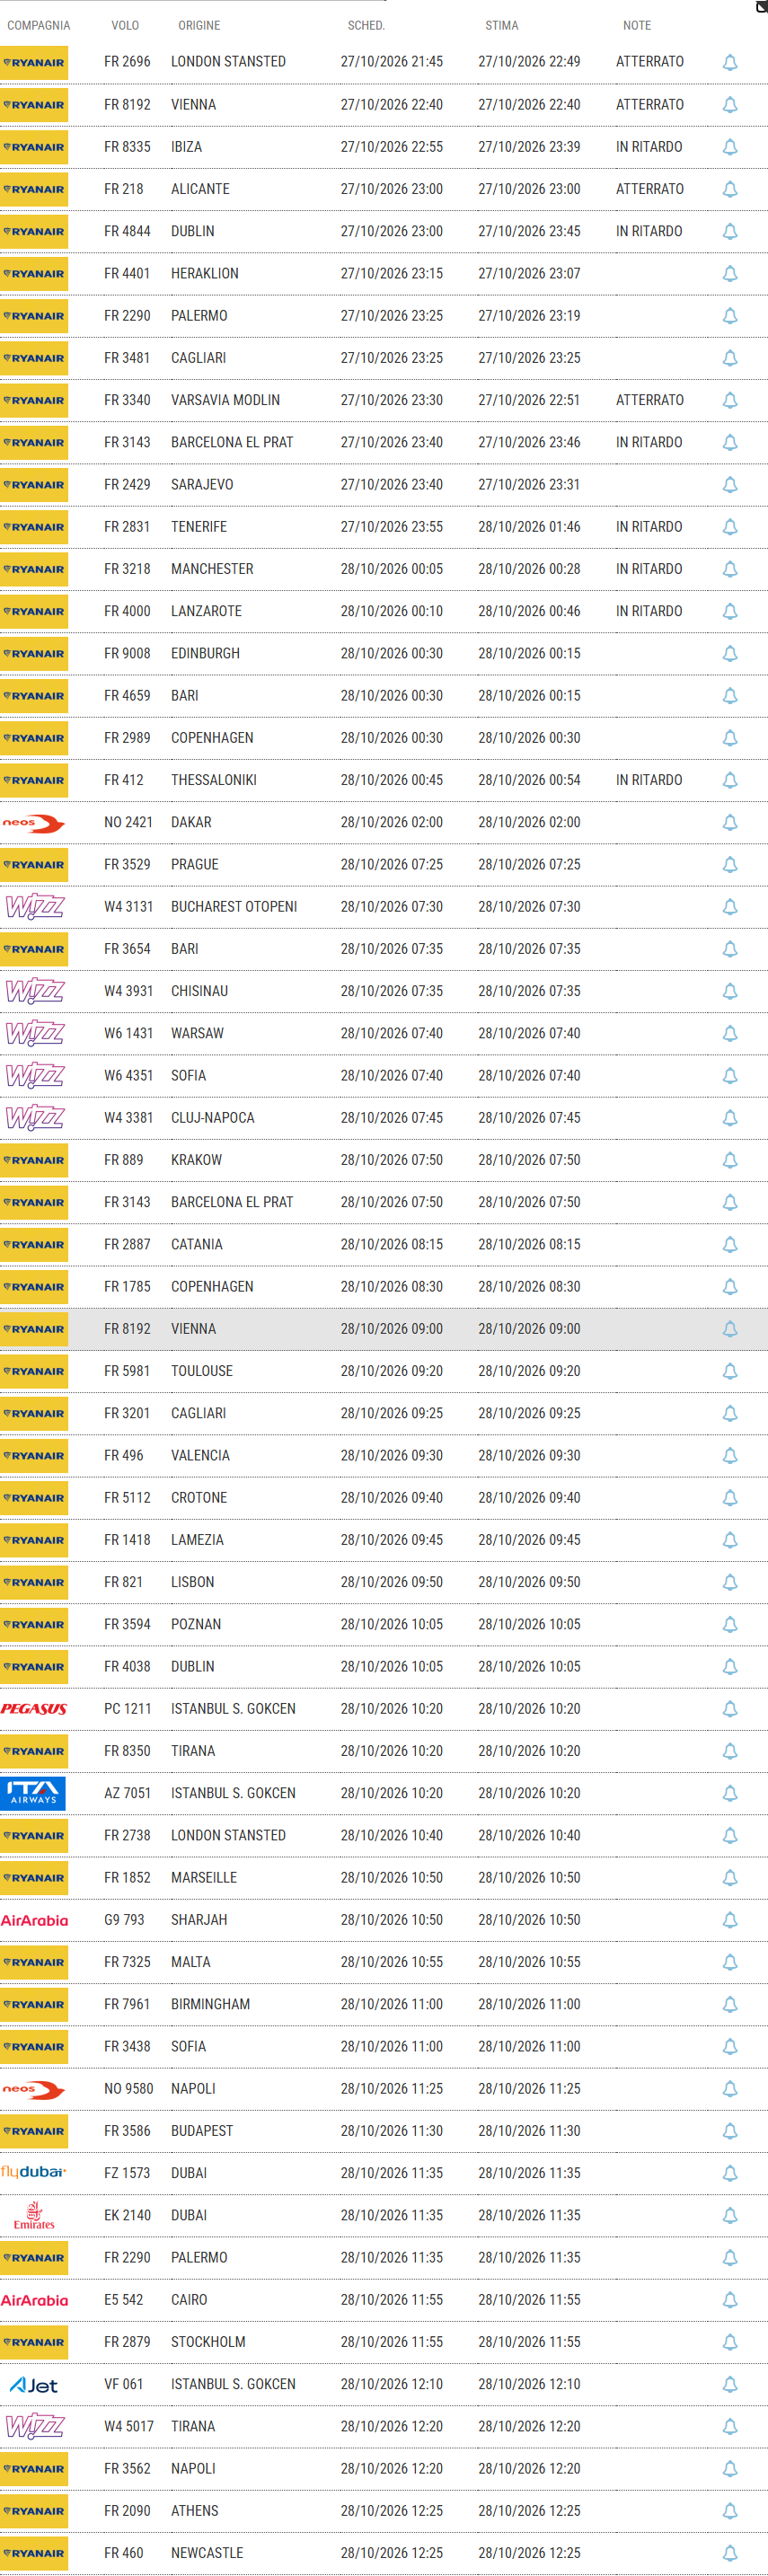 COMPAGNIA VOLO ORIGINE SCHED. STIMA NOTE
RYANAIR FR 2696 LONDON STANSTED 27/10/2026 21:45 27/10/2026 22:49 ATTERRATO
RYANAIR FR 8192 VIENNA 27/10/2026 22:40 27/10/2026 22:40 ATTERRATO
RYANAIR FR 8335 IBIZA 27/10/2026 22:55 27/10/2026 23:39 IN RITARDO
RYANAIR FR 218 ALICANTE 27/10/2026 23:00 27/10/2026 23:00 ATTERRATO
RYANAIR FR 4844 DUBLIN 27/10/2026 23:00 27/10/2026 23:45 IN RITARDO
RYANAIR FR 4401 HERAKLION 27/10/2026 23:15 27/10/2026 23:07
RYANAIR FR 2290 PALERMO 27/10/2026 23:25 27/10/2026 23:19
RYANAIR FR 3481 CAGLIARI 27/10/2026 23:25 27/10/2026 23:25
RYANAIR FR 3340 VARSAVIA MODLIN 27/10/2026 23:30 27/10/2026 22:51 ATTERRATO
RYANAIR FR 3143 BARCELONA EL PRAT 27/10/2026 23:40 27/10/2026 23:46 IN RITARDO
RYANAIR FR 2429 SARAJEVO 27/10/2026 23:40 27/10/2026 23:31
RYANAIR FR 2831 TENERIFE 27/10/2026 23:55 28/10/2026 01:46 IN RITARDO
RYANAIR FR 3218 MANCHESTER 28/10/2026 00:05 28/10/2026 00:28 IN RITARDO
RYANAIR FR 4000 LANZAROTE 28/10/2026 00:10 28/10/2026 00:46 IN RITARDO
RYANAIR FR 9008 EDINBURGH 28/10/2026 00:30 28/10/2026 00:15
RYANAIR FR 4659 BARI 28/10/2026 00:30 28/10/2026 00:15
RYANAIR FR 2989 COPENHAGEN 28/10/2026 00:30 28/10/2026 00:30
RYANAIR FR 412 THESSALONIKI 28/10/2026 00:45 28/10/2026 00:54 IN RITARDO
neos NO 2421 DAKAR 28/10/2026 02:00 28/10/2026 02:00
RYANAIR FR 3529 PRAGUE 28/10/2026 07:25 28/10/2026 07:25
Wizz W4 3131 BUCHAREST OTOPENI 28/10/2026 07:30 28/10/2026 07:30
RYANAIR FR 3654 BARI 28/10/2026 07:35 28/10/2026 07:35
Wizz W4 3931 CHISINAU 28/10/2026 07:35 28/10/2026 07:35
Wizz W6 1431 WARSAW 28/10/2026 07:40 28/10/2026 07:40
Wizz W6 4351 SOFIA 28/10/2026 07:40 28/10/2026 07:40
Wizz W4 3381 CLUJ-NAPOCA 28/10/2026 07:45 28/10/2026 07:45
RYANAIR FR 889 KRAKOW 28/10/2026 07:50 28/10/2026 07:50
RYANAIR FR 3143 BARCELONA EL PRAT 28/10/2026 07:50 28/10/2026 07:50
RYANAIR FR 2887 CATANIA 28/10/2026 08:15 28/10/2026 08:15
RYANAIR FR 1785 COPENHAGEN 28/10/2026 08:30 28/10/2026 08:30
RYANAIR FR 8192 VIENNA 28/10/2026 09:00 28/10/2026 09:00
RYANAIR FR 5981 TOULOUSE 28/10/2026 09:20 28/10/2026 09:20
RYANAIR FR 3201 CAGLIARI 28/10/2026 09:25 28/10/2026 09:25
RYANAIR FR 496 VALENCIA 28/10/2026 09:30 28/10/2026 09:30
RYANAIR FR 5112 CROTONE 28/10/2026 09:40 28/10/2026 09:40
RYANAIR FR 1418 LAMEZIA 28/10/2026 09:45 28/10/2026 09:45
RYANAIR FR 821 LISBON 28/10/2026 09:50 28/10/2026 09:50
RYANAIR FR 3594 POZNAN 28/10/2026 10:05 28/10/2026 10:05
RYANAIR FR 4038 DUBLIN 28/10/2026 10:05 28/10/2026 10:05
PEGASUS PC 1211 ISTANBUL S. GOKCEN 28/10/2026 10:20 28/10/2026 10:20
RYANAIR FR 8350 TIRANA 28/10/2026 10:20 28/10/2026 10:20
ITA AIRWAYS AZ 7051 ISTANBUL S. GOKCEN 28/10/2026 10:20 28/10/2026 10:20
RYANAIR FR 2738 LONDON STANSTED 28/10/2026 10:40 28/10/2026 10:40
RYANAIR FR 1852 MARSEILLE 28/10/2026 10:50 28/10/2026 10:50
AirArabia G9 793 SHARJAH 28/10/2026 10:50 28/10/2026 10:50
RYANAIR FR 7325 MALTA 28/10/2026 10:55 28/10/2026 10:55
RYANAIR FR 7961 BIRMINGHAM 28/10/2026 11:00 28/10/2026 11:00
RYANAIR FR 3438 SOFIA 28/10/2026 11:00 28/10/2026 11:00
neos NO 9580 NAPOLI 28/10/2026 11:25 28/10/2026 11:25
RYANAIR FR 3586 BUDAPEST 28/10/2026 11:30 28/10/2026 11:30
flydubai FZ 1573 DUBAI 28/10/2026 11:35 28/10/2026 11:35
Emirates EK 2140 DUBAI 28/10/2026 11:35 28/10/2026 11:35
RYANAIR FR 2290 PALERMO 28/10/2026 11:35 28/10/2026 11:35
AirArabia E5 542 CAIRO 28/10/2026 11:55 28/10/2026 11:55
RYANAIR FR 2879 STOCKHOLM 28/10/2026 11:55 28/10/2026 11:55
AJet VF 061 ISTANBUL S. GOKCEN 28/10/2026 12:10 28/10/2026 12:10
Wizz W4 5017 TIRANA 28/10/2026 12:20 28/10/2026 12:20
RYANAIR FR 3562 NAPOLI 28/10/2026 12:20 28/10/2026 12:20
RYANAIR FR 2090 ATHENS 28/10/2026 12:25 28/10/2026 12:25
RYANAIR FR 460 NEWCASTLE 28/10/2026 12:25 28/10/2026 12:25